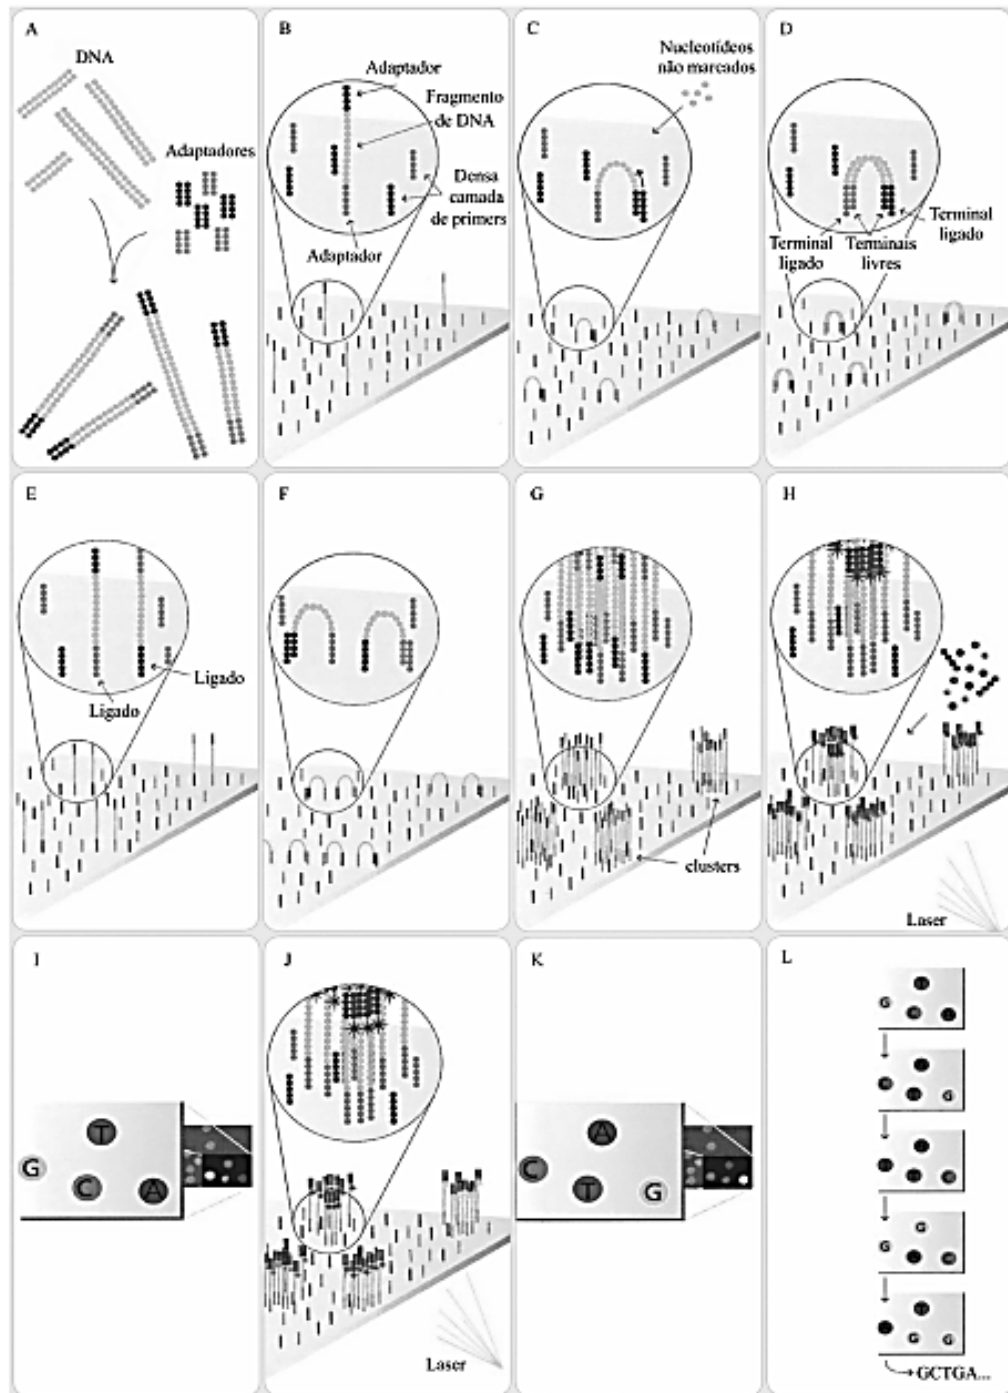 A
DNA
Adaptadores
B
Adaptador
Fragmento
de DNA
Densa
camada
de primers
Adaptador
C
Nucleotídeos
não marcados
D
Terminal
ligado
Terminais
livres
Terminal
ligado
E
Ligado
Ligado
F
G
clusters
H
Laser
I
T
G
C
A
J
Laser
K
A
C
T
G
L
G
G
G
G
T
G
G
GCTGA...